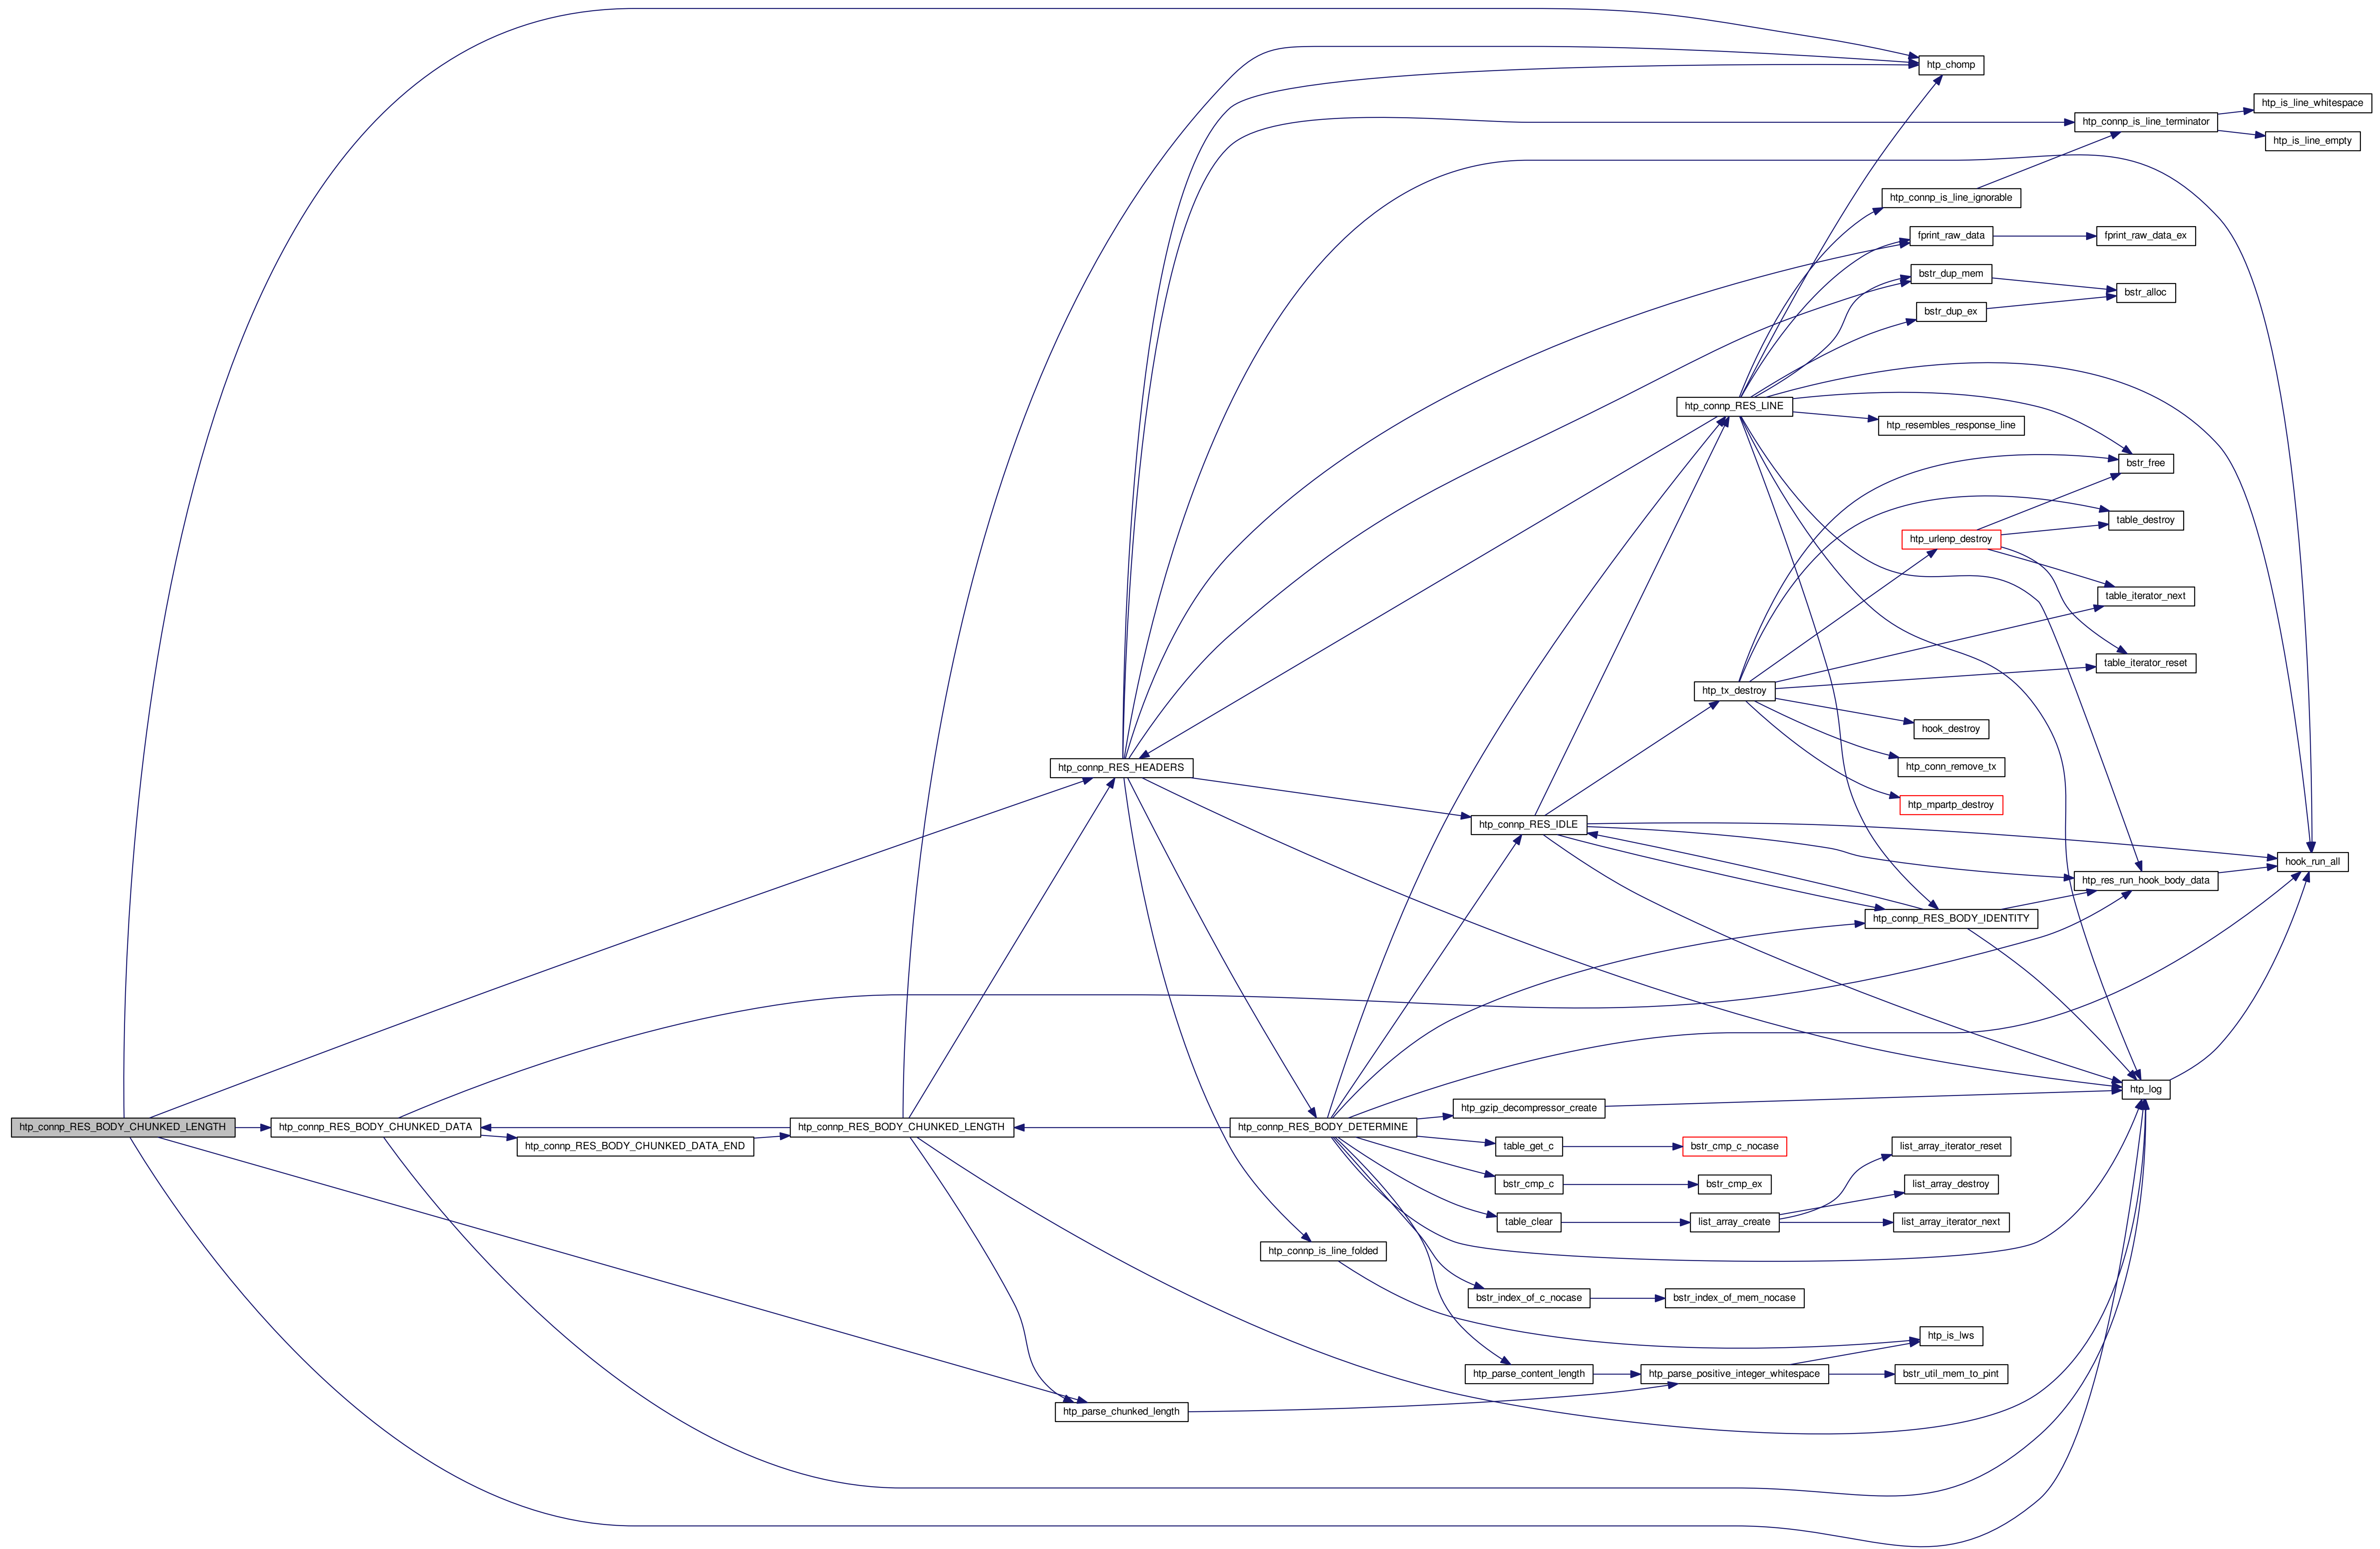 htp_chomp
htp_is_line_whitespace
htp_connp_is_line_terminator
htp_is_line_empty
htp_connp_is_line_ignorable
fprint_raw_data
fprint_raw_data_ex
bstr_dup_mem
bstr_alloc
bstr_dup_ex
htp_connp_RES_LINE
htp_resembles_response_line
bstr_free
table_destroy
htp_urlenp_destroy
table_iterator_next
table_iterator_reset
htp_tx_destroy
hook_destroy
htp_connp_RES_HEADERS
htp_conn_remove_tx
htp_mpartp_destroy
htp_connp_RES_IDLE
hook_run_all
htp_res_run_hook_body_data
htp_connp_RES_BODY_IDENTITY
htp_log
htp_gzip_decompressor_create
htp_connp_RES_BODY_CHUNKED_LENGTH
htp_connp_RES_BODY_CHUNKED_DATA
htp_connp_RES_BODY_CHUNKED_LENGTH
htp_connp_RES_BODY_DETERMINE
htp_connp_RES_BODY_CHUNKED_DATA_END
table_get_c
bstr_cmp_c_nocase
list_array_iterator_reset
bstr_cmp_c
bstr_cmp_ex
list_array_destroy
table_clear
list_array_create
list_array_iterator_next
htp_connp_is_line_folded
bstr_index_of_c_nocase
bstr_index_of_mem_nocase
htp_is_lws
htp_parse_content_length
htp_parse_positive_integer_whitespace
bstr_util_mem_to_pint
htp_parse_chunked_length